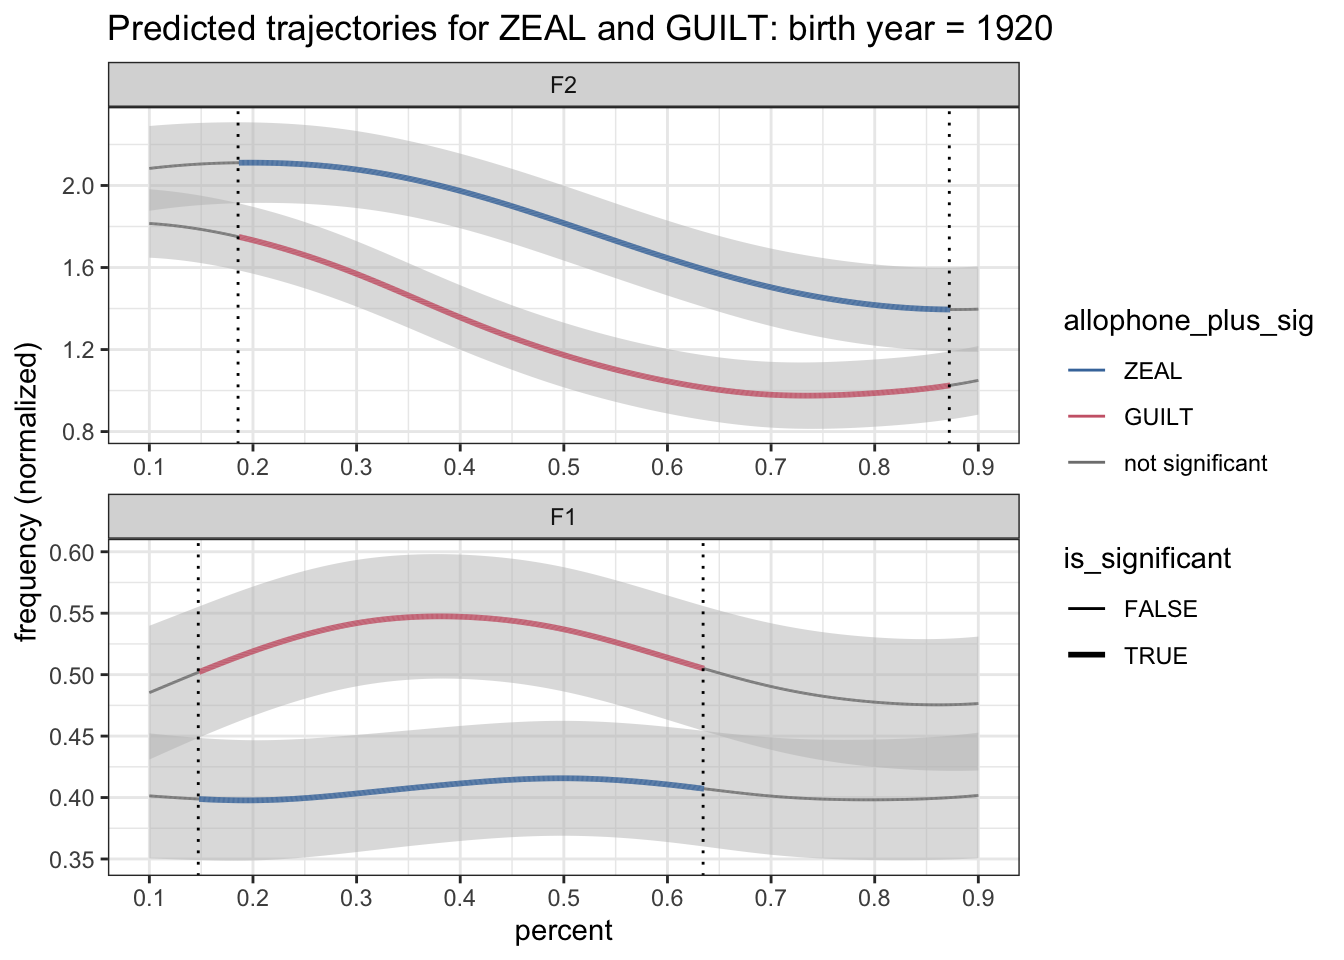 Predicted trajectories for ZEAL and GUILT: birth year = 1920
F2
2.0
1.6
1.2
0.8
0.1 0.2 0.3 0.4 0.5 0.6 0.7 0.8 0.9
F1
0.60
0.55
0.50
0.45
0.40
0.35
0.1 0.2 0.3 0.4 0.5 0.6 0.7 0.8 0.9
percent
frequency (normalized)
allophone_plus_sig
ZEAL
GUILT
not significant
is_significant
FALSE
TRUE